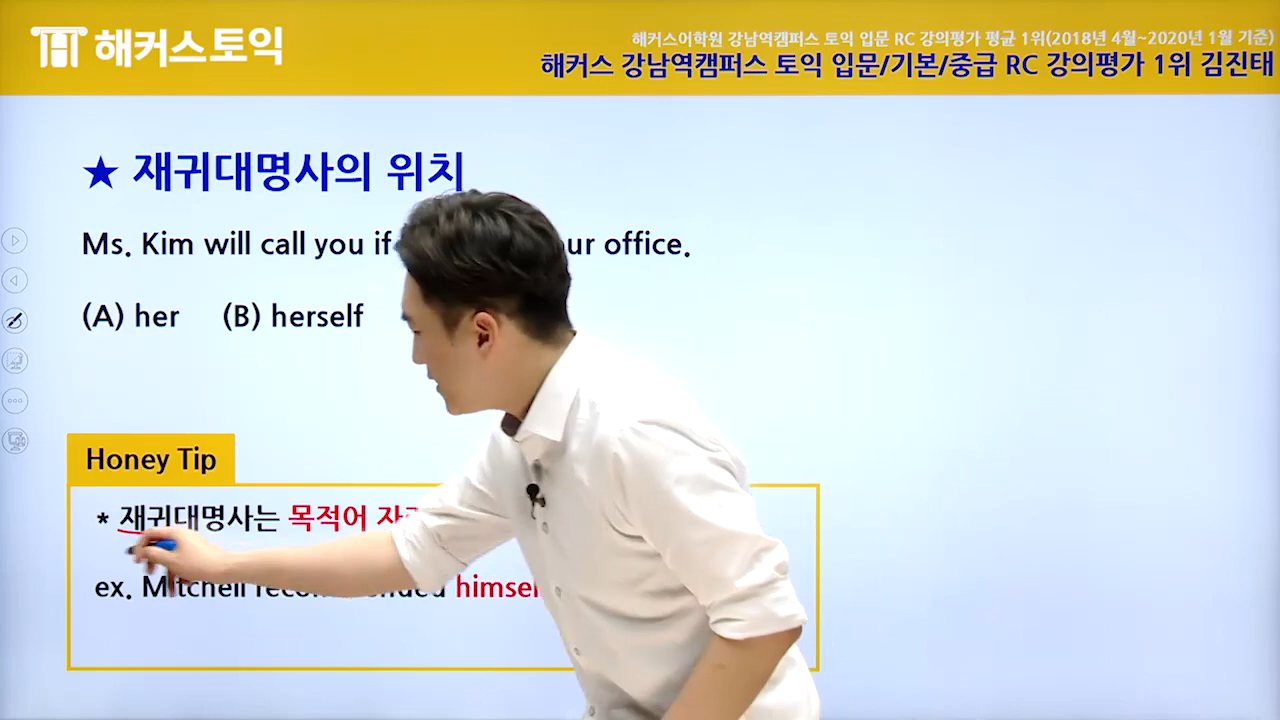 해커스토익
해커스어학원 강남역캠퍼스 토익 입문 RC 강의평가 평균 1위(2018년 4월~2020년 1월 기준)
해커스 강남역캠퍼스 토익 입문/기본/중급 RC 강의평가 1위 김진태
★ 재귀대명사의 위치
Ms. Kim will call you if office.
(A) her (B) herself
Honey Tip
* 재귀대명사는 목적어
ex. Mitchell